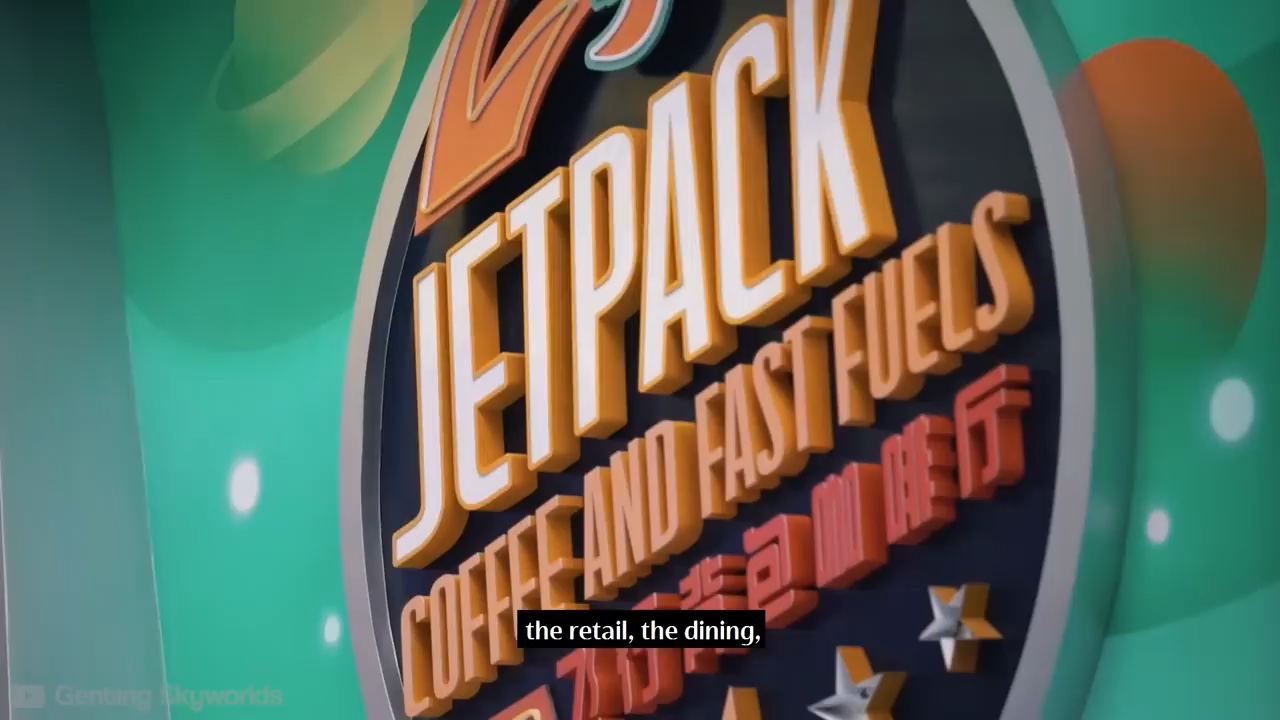 JETPACK
COFFEE AND FAST FUELS
背包咖啡厅
the retail, the dining,
Genting Skyworlds